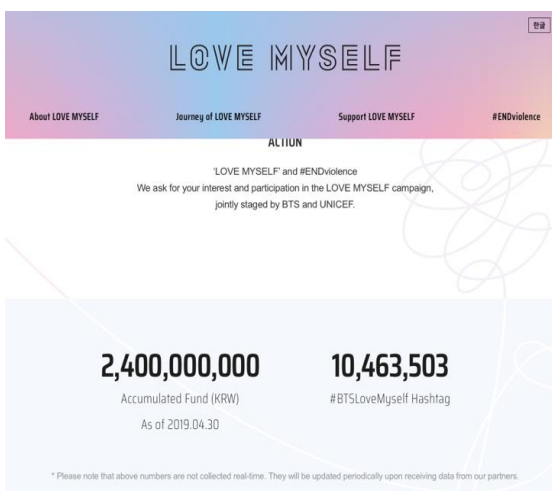 한글
LOVE MYSELF
About LOVE MYSELF
Journey of LOVE MYSELF
Support LOVE MYSELF
#ENDviolence
ACTION
'LOVE MYSELF' and #ENDviolence
We ask for your interest and participation in the LOVE MYSELF campaign,
jointly staged by BTS and UNICEF.
2,400,000,000
Accumulated Fund (KRW)
As of 2019.04.30
10,463,503
#BTSLoveMyself Hashtag
* Please note that above numbers are not collected real-time. They will be updated periodically upon receiving data from our partners.